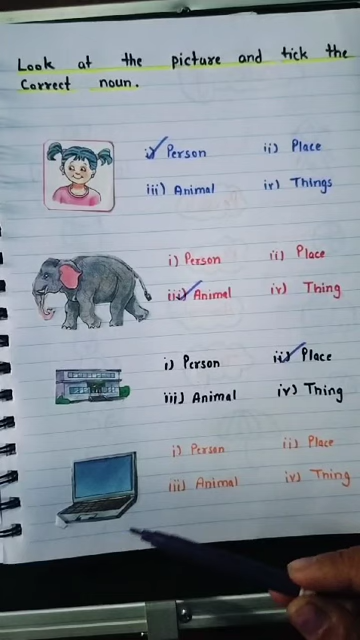 Look at the picture and tick the
Correct noun.
i) Person ii) Place
iii) Animal iv) Things
i) Person ii) Place
iii) Animal iv) Thing
i) Person ii) Place
iii) Animal iv) Thing
i) Person ii) Place
iii) Animal iv) Thing